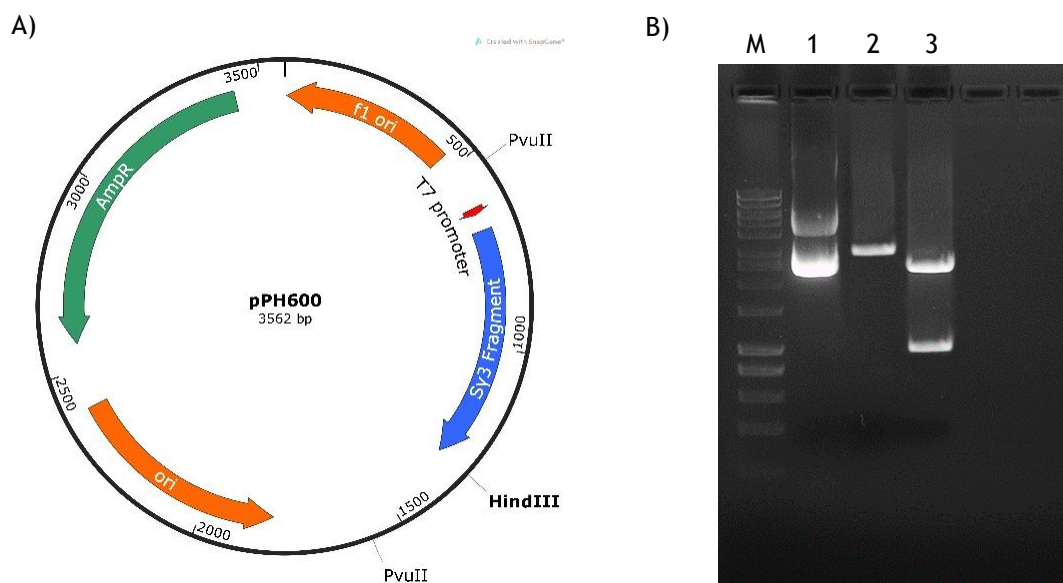 A)
Created with SnapGene®
3500
f1 ori
500
PvuII
T7 promoter
AmpR
3000
pPH600
3562 bp
Sγ3 Fragment
1000
2500
ori
HindIII
1500
2000
PvuII
B)
M 1 2 3